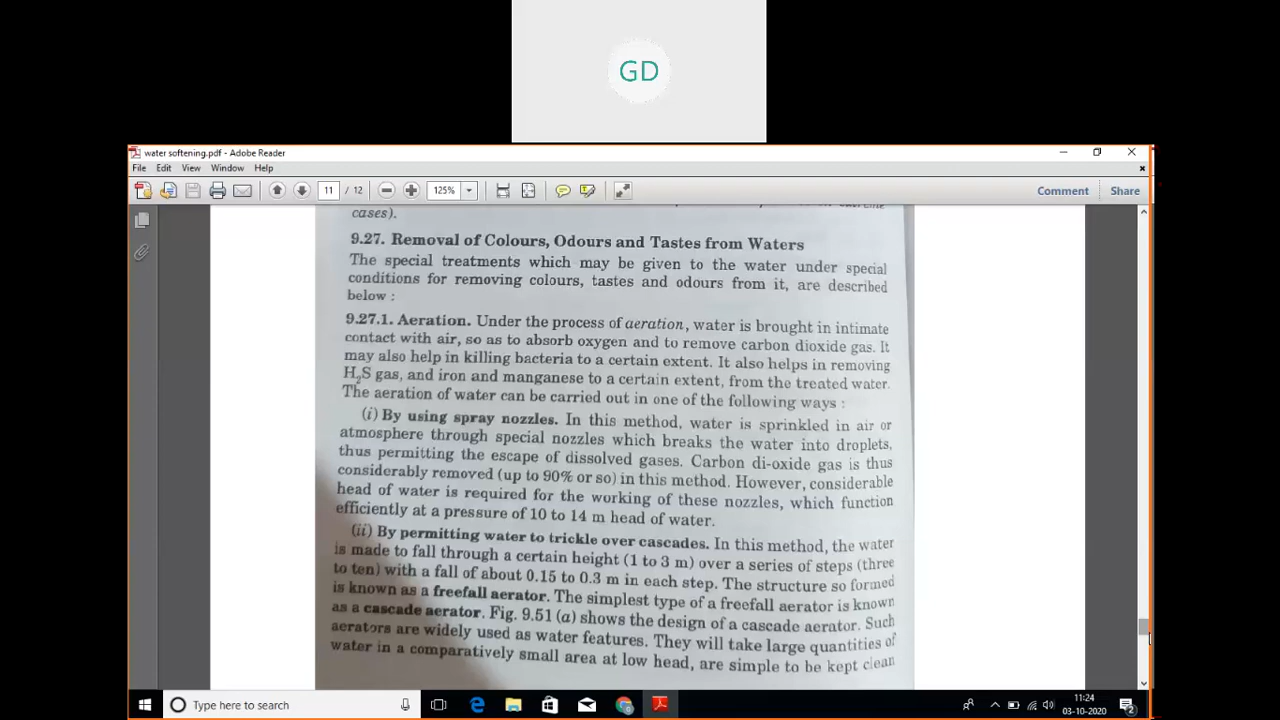 GD
water softening.pdf - Adobe Reader
File Edit View Window Help
11 / 12 125% Comment Share
cases).
9.27. Removal of Colours, Odours and Tastes from Waters
The special treatments which may be given to the water under special
conditions for removing colours, tastes and odours from it, are described
below :
9.27.1. Aeration. Under the process of aeration, water is brought in intimate
contact with air, so as to absorb oxygen and to remove carbon dioxide gas. It
may also help in killing bacteria to a certain extent. It also helps in removing
H₂S gas, and iron and manganese to a certain extent, from the treated water.
The aeration of water can be carried out in one of the following ways :
(i) By using spray nozzles. In this method, water is sprinkled in air or
atmosphere through special nozzles which breaks the water into droplets,
thus permitting the escape of dissolved gases. Carbon di-oxide gas is thus
considerably removed (up to 90% or so) in this method. However, considerable
head of water is required for the working of these nozzles, which function
efficiently at a pressure of 10 to 14 m head of water.
(ii) By permitting water to trickle over cascades. In this method, the water
is made to fall through a certain height (1 to 3 m) over a series of steps (three
to ten) with a fall of about 0.15 to 0.3 m in each step. The structure so formed
is known as a freefall aerator. The simplest type of a freefall aerator is known
as a cascade aerator. Fig. 9.51 (a) shows the design of a cascade aerator. Such
aerators are widely used as water features. They will take large quantities of
water in a comparatively small area at low head, are simple to be kept clean
Type here to search
11:24
03-10-2020
2